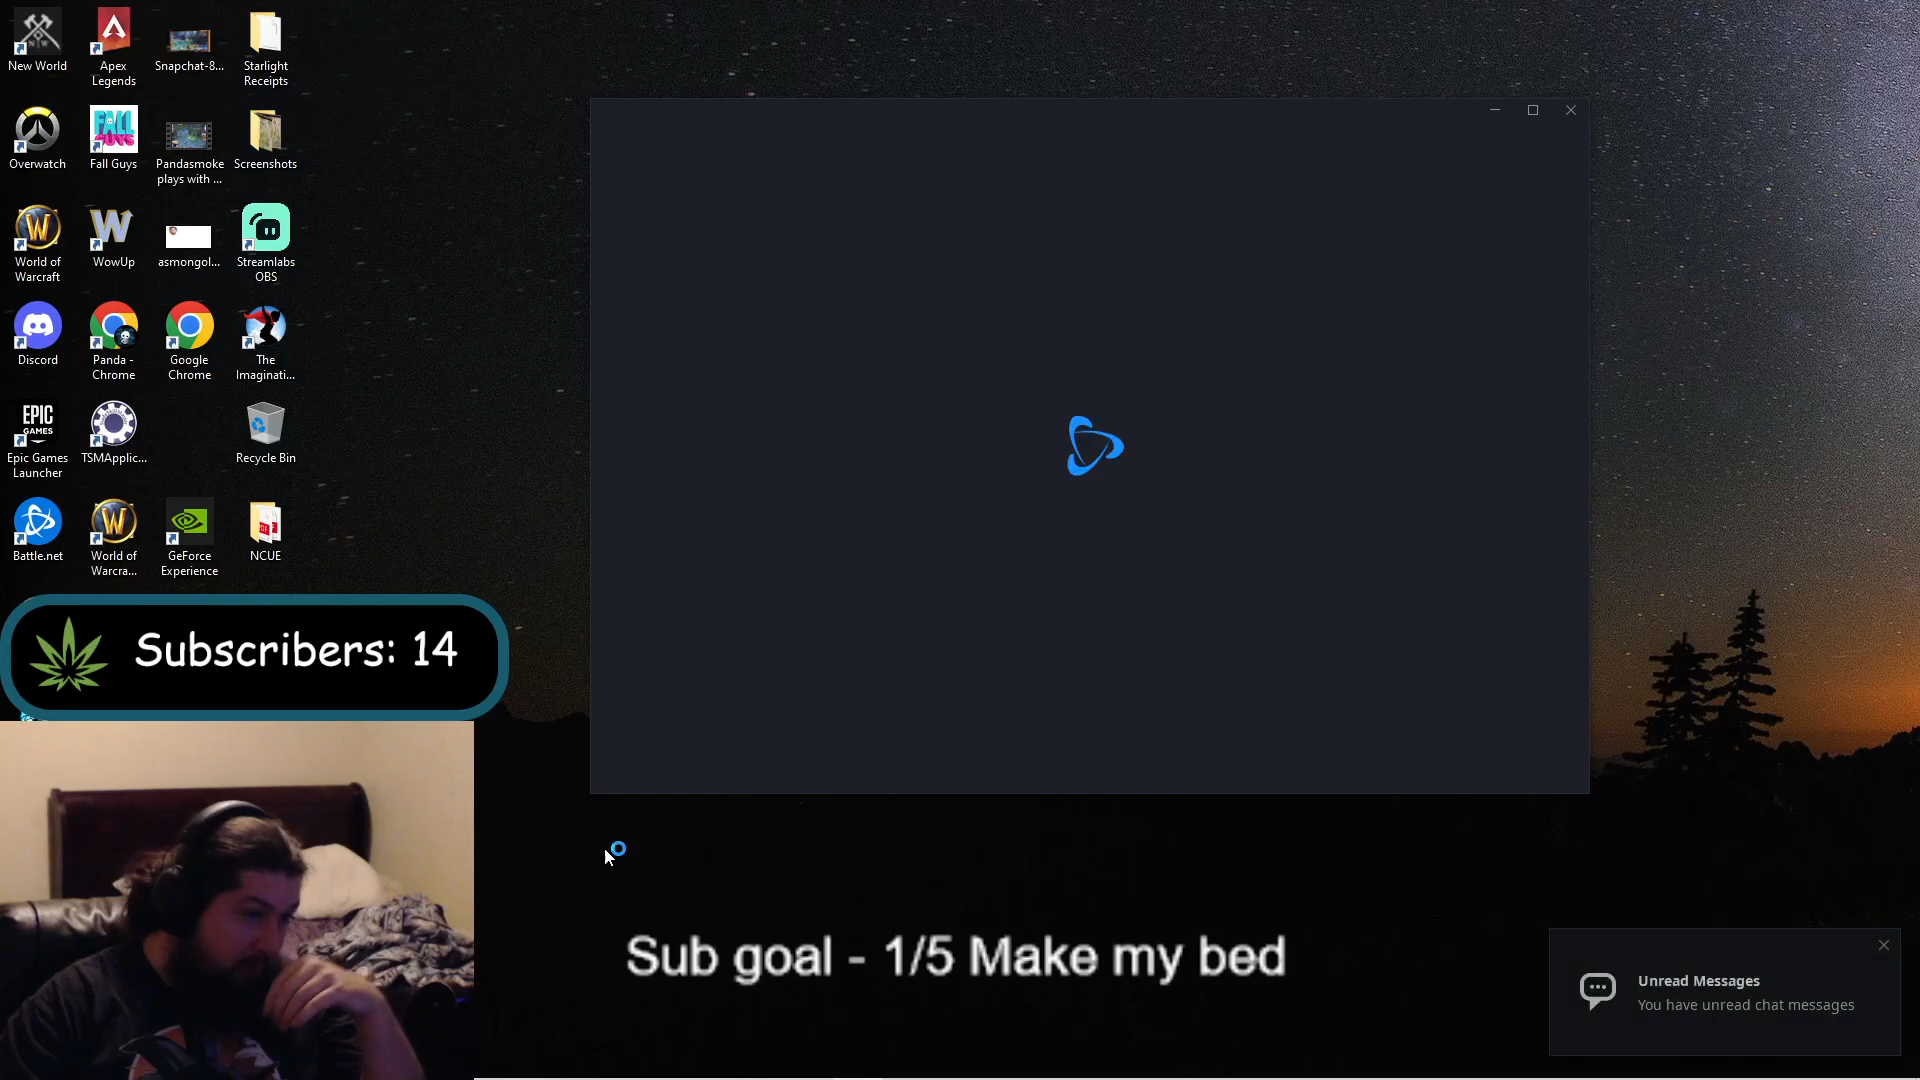 New World
Apex
Legends
Snapchat-8...
Starlight
Receipts
Overwatch
FALL
GUYS
Fall Guys
Pandasmoke
plays with ...
Screenshots
World of
Warcraft
WowUp
asmongol...
Streamlabs
OBS
Discord
Panda -
Chrome
Google
Chrome
The
Imaginati...
EPIC
GAMES
Epic Games
Launcher
TSMApplic...
Recycle Bin
Battle.net
World of
Warcra...
GeForce
Experience
NCUE
Subscribers: 14
Sub goal - 1/5 Make my bed
Unread Messages
You have unread chat messages